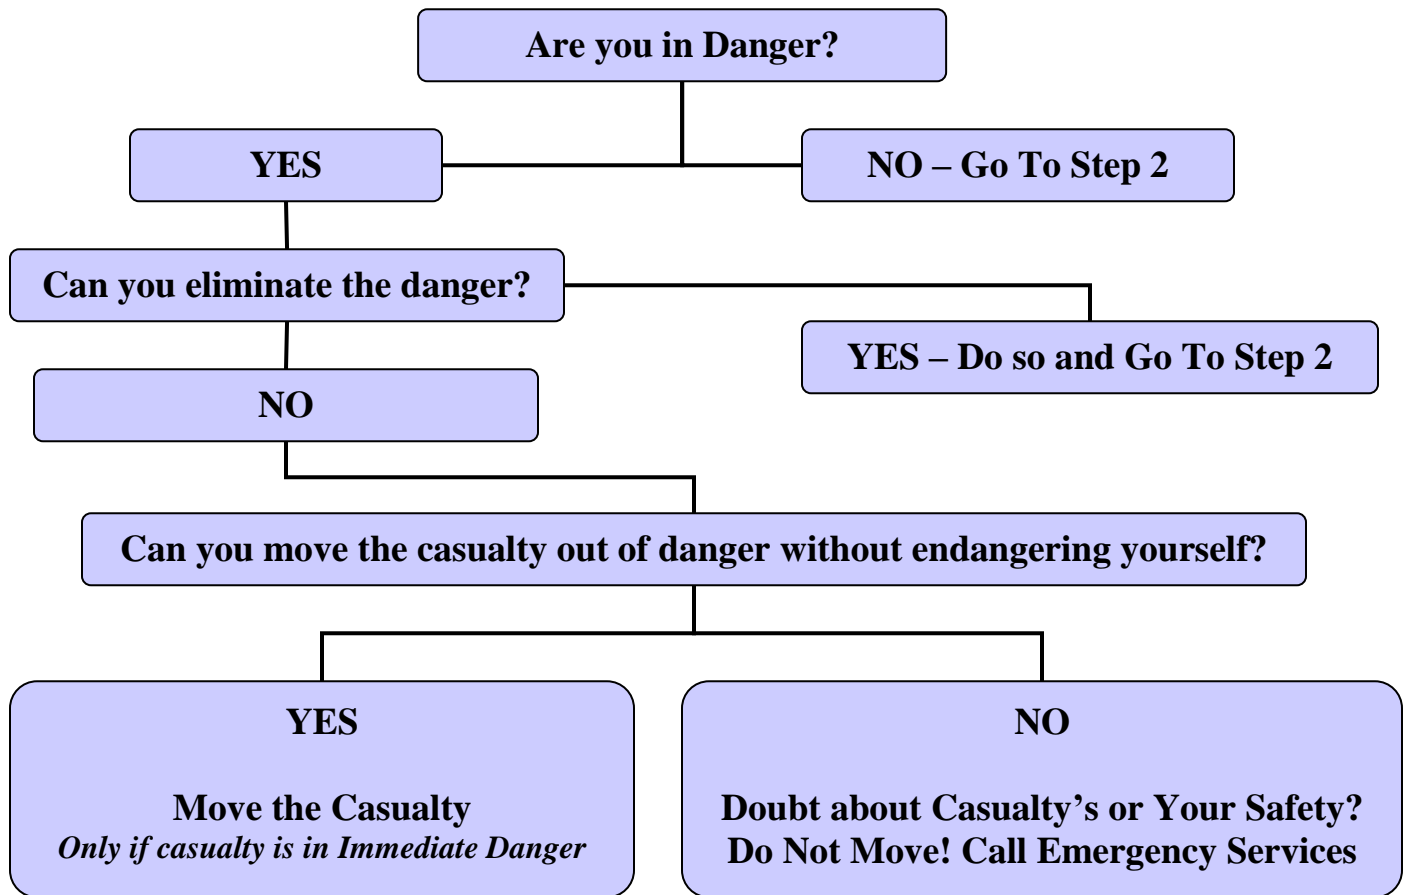 Are you in Danger?
YES
NO – Go To Step 2
Can you eliminate the danger?
YES – Do so and Go To Step 2
NO
Can you move the casualty out of danger without endangering yourself?
YES
Move the Casualty
Only if casualty is in Immediate Danger
NO
Doubt about Casualty’s or Your Safety?
Do Not Move! Call Emergency Services